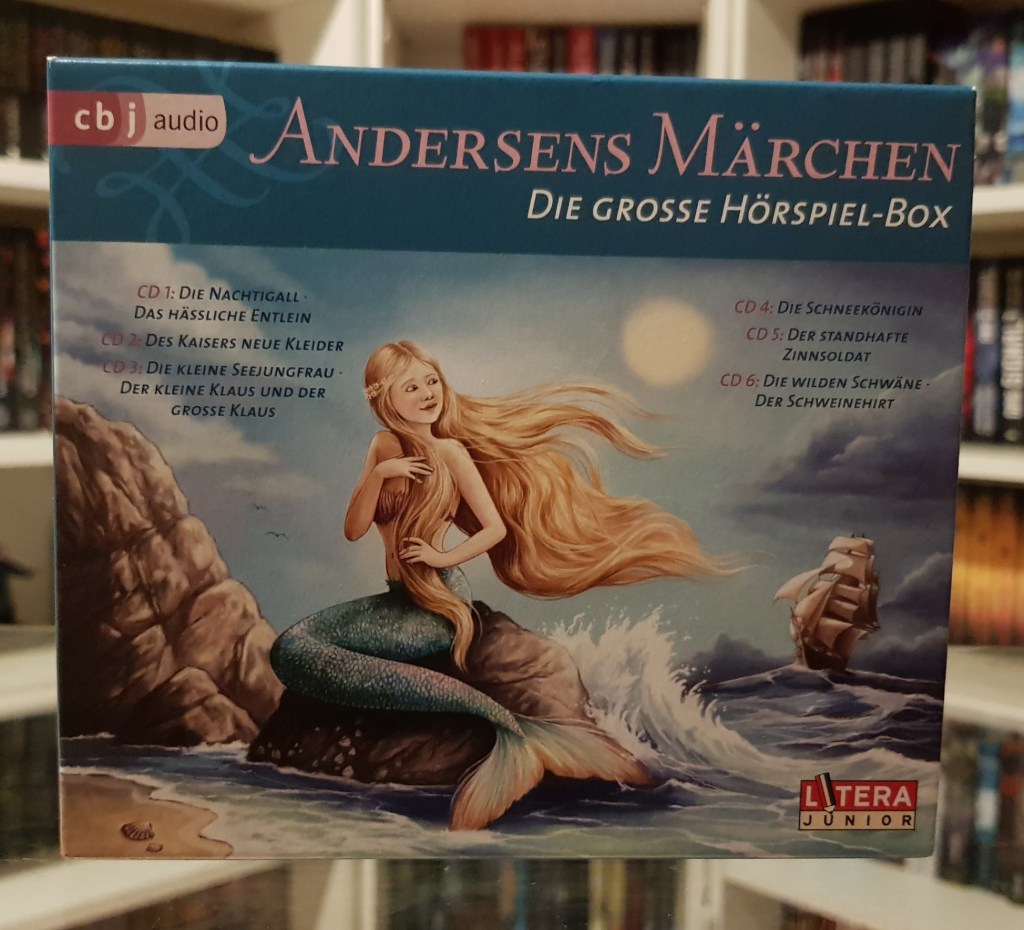 cbj audio
ANDERSENS MÄRCHEN
DIE GROSSE HÖRSPIEL-BOX
CD 1: DIE NACHTIGALL ·
DAS HÄSSLICHE ENTLEIN
CD 2: DES KAISERS NEUE KLEIDER
CD 3: DIE KLEINE SEEJUNGFRAU ·
DER KLEINE KLAUS UND DER
GROSSE KLAUS
CD 4: DIE SCHNEEKÖNIGIN
CD 5: DER STANDHAFTE
ZINNSOLDAT
CD 6: DIE WILDEN SCHWÄNE ·
DER SCHWEINEHIRT
LITERA
JUNIOR